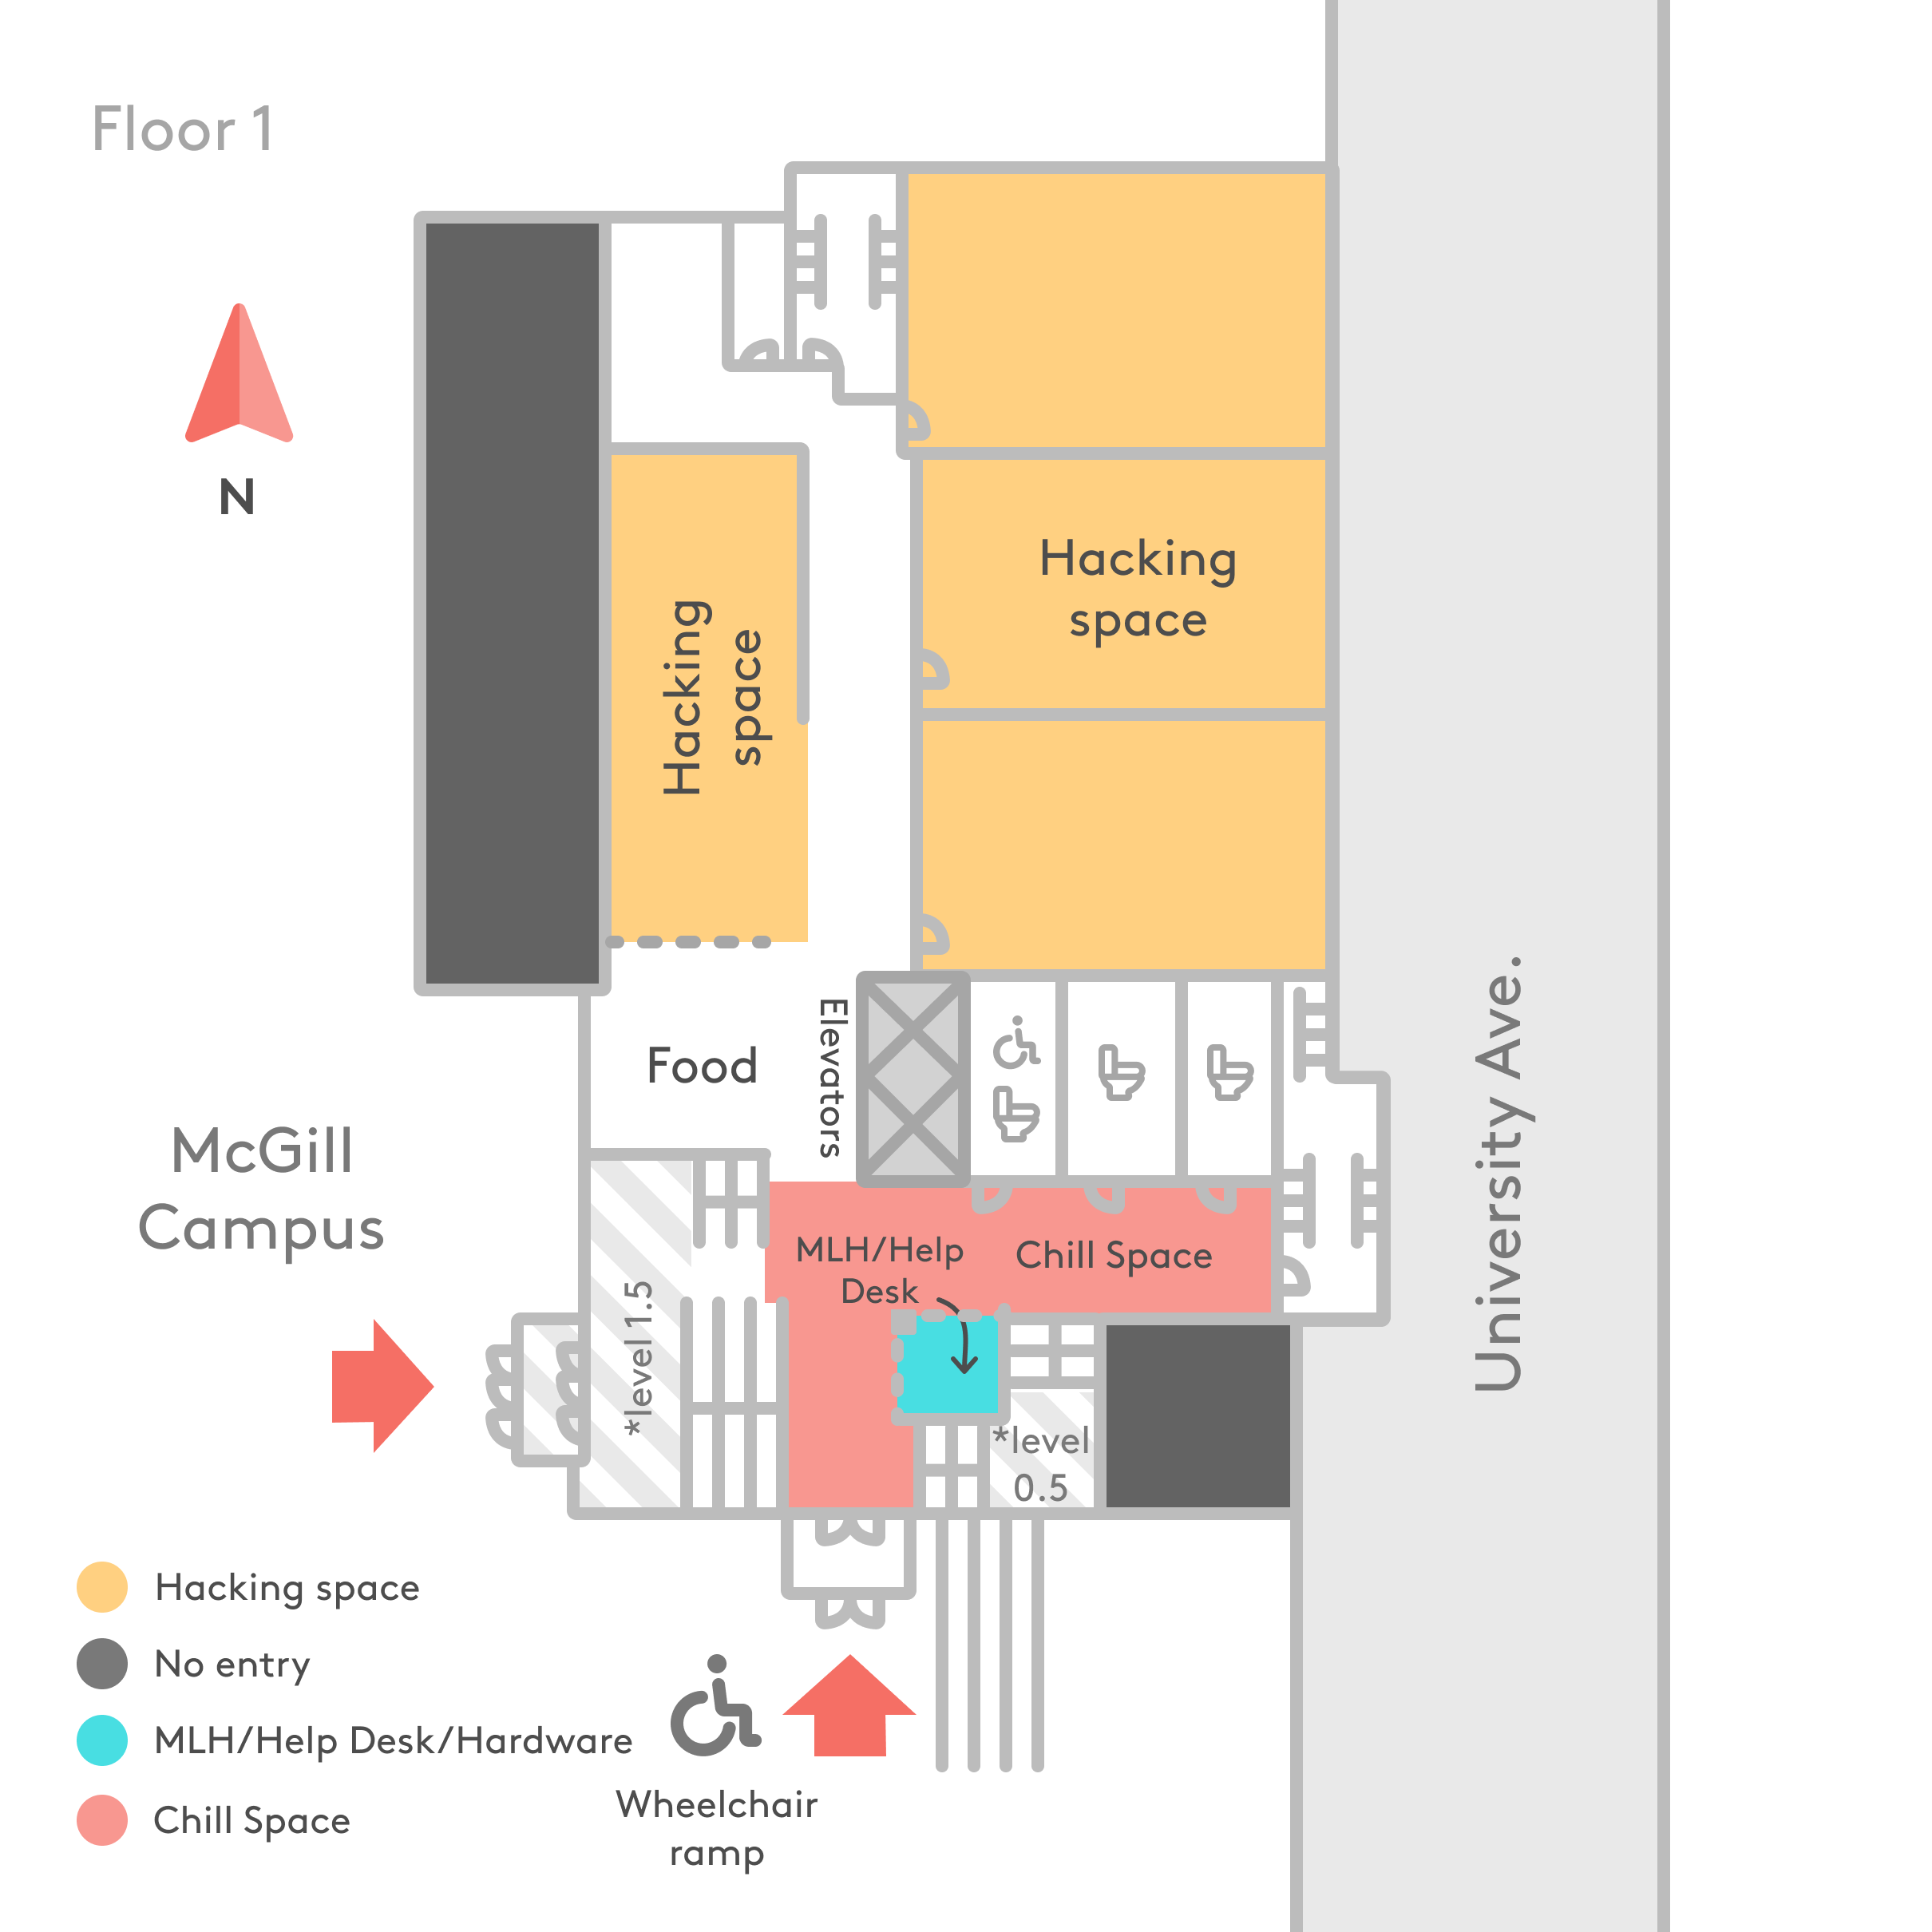 Floor 1
N
Hacking
space
Hacking
space
Elevators
Food
McGill
Campus
University Ave.
MLH/Help
Desk
Chill Space
*level 1.5
*level
0.5
Hacking space
No entry
MLH/Help Desk/Hardware
Chill Space
Wheelchair
ramp